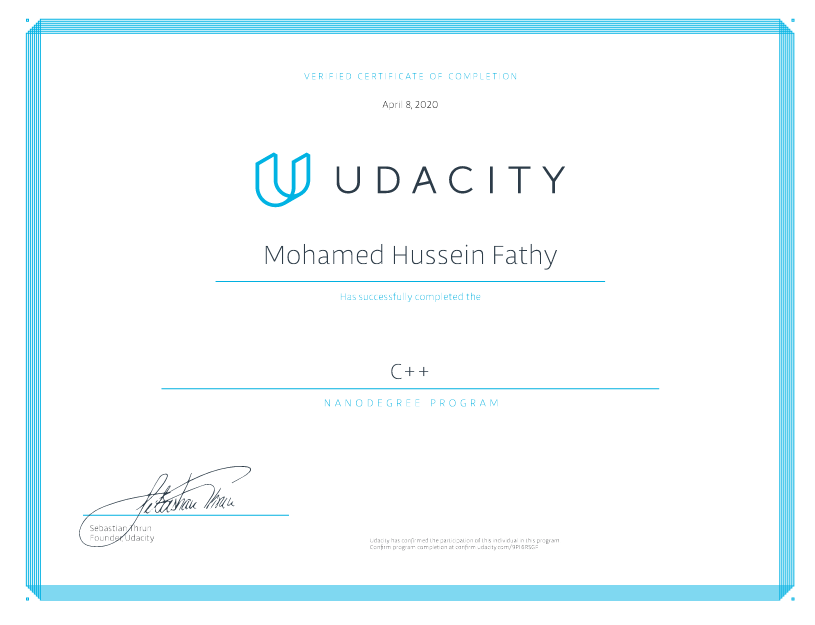 VERIFIED CERTIFICATE OF COMPLETION
April 8, 2020
UDACITY
Mohamed Hussein Fathy
Has successfully completed the
C++
NANODEGREE PROGRAM
Sebastian Thrun
Sebastian Thrun
Founder, Udacity
Udacity has confirmed the participation of this individual in this program
Confirm program completion at confirm.udacity.com/